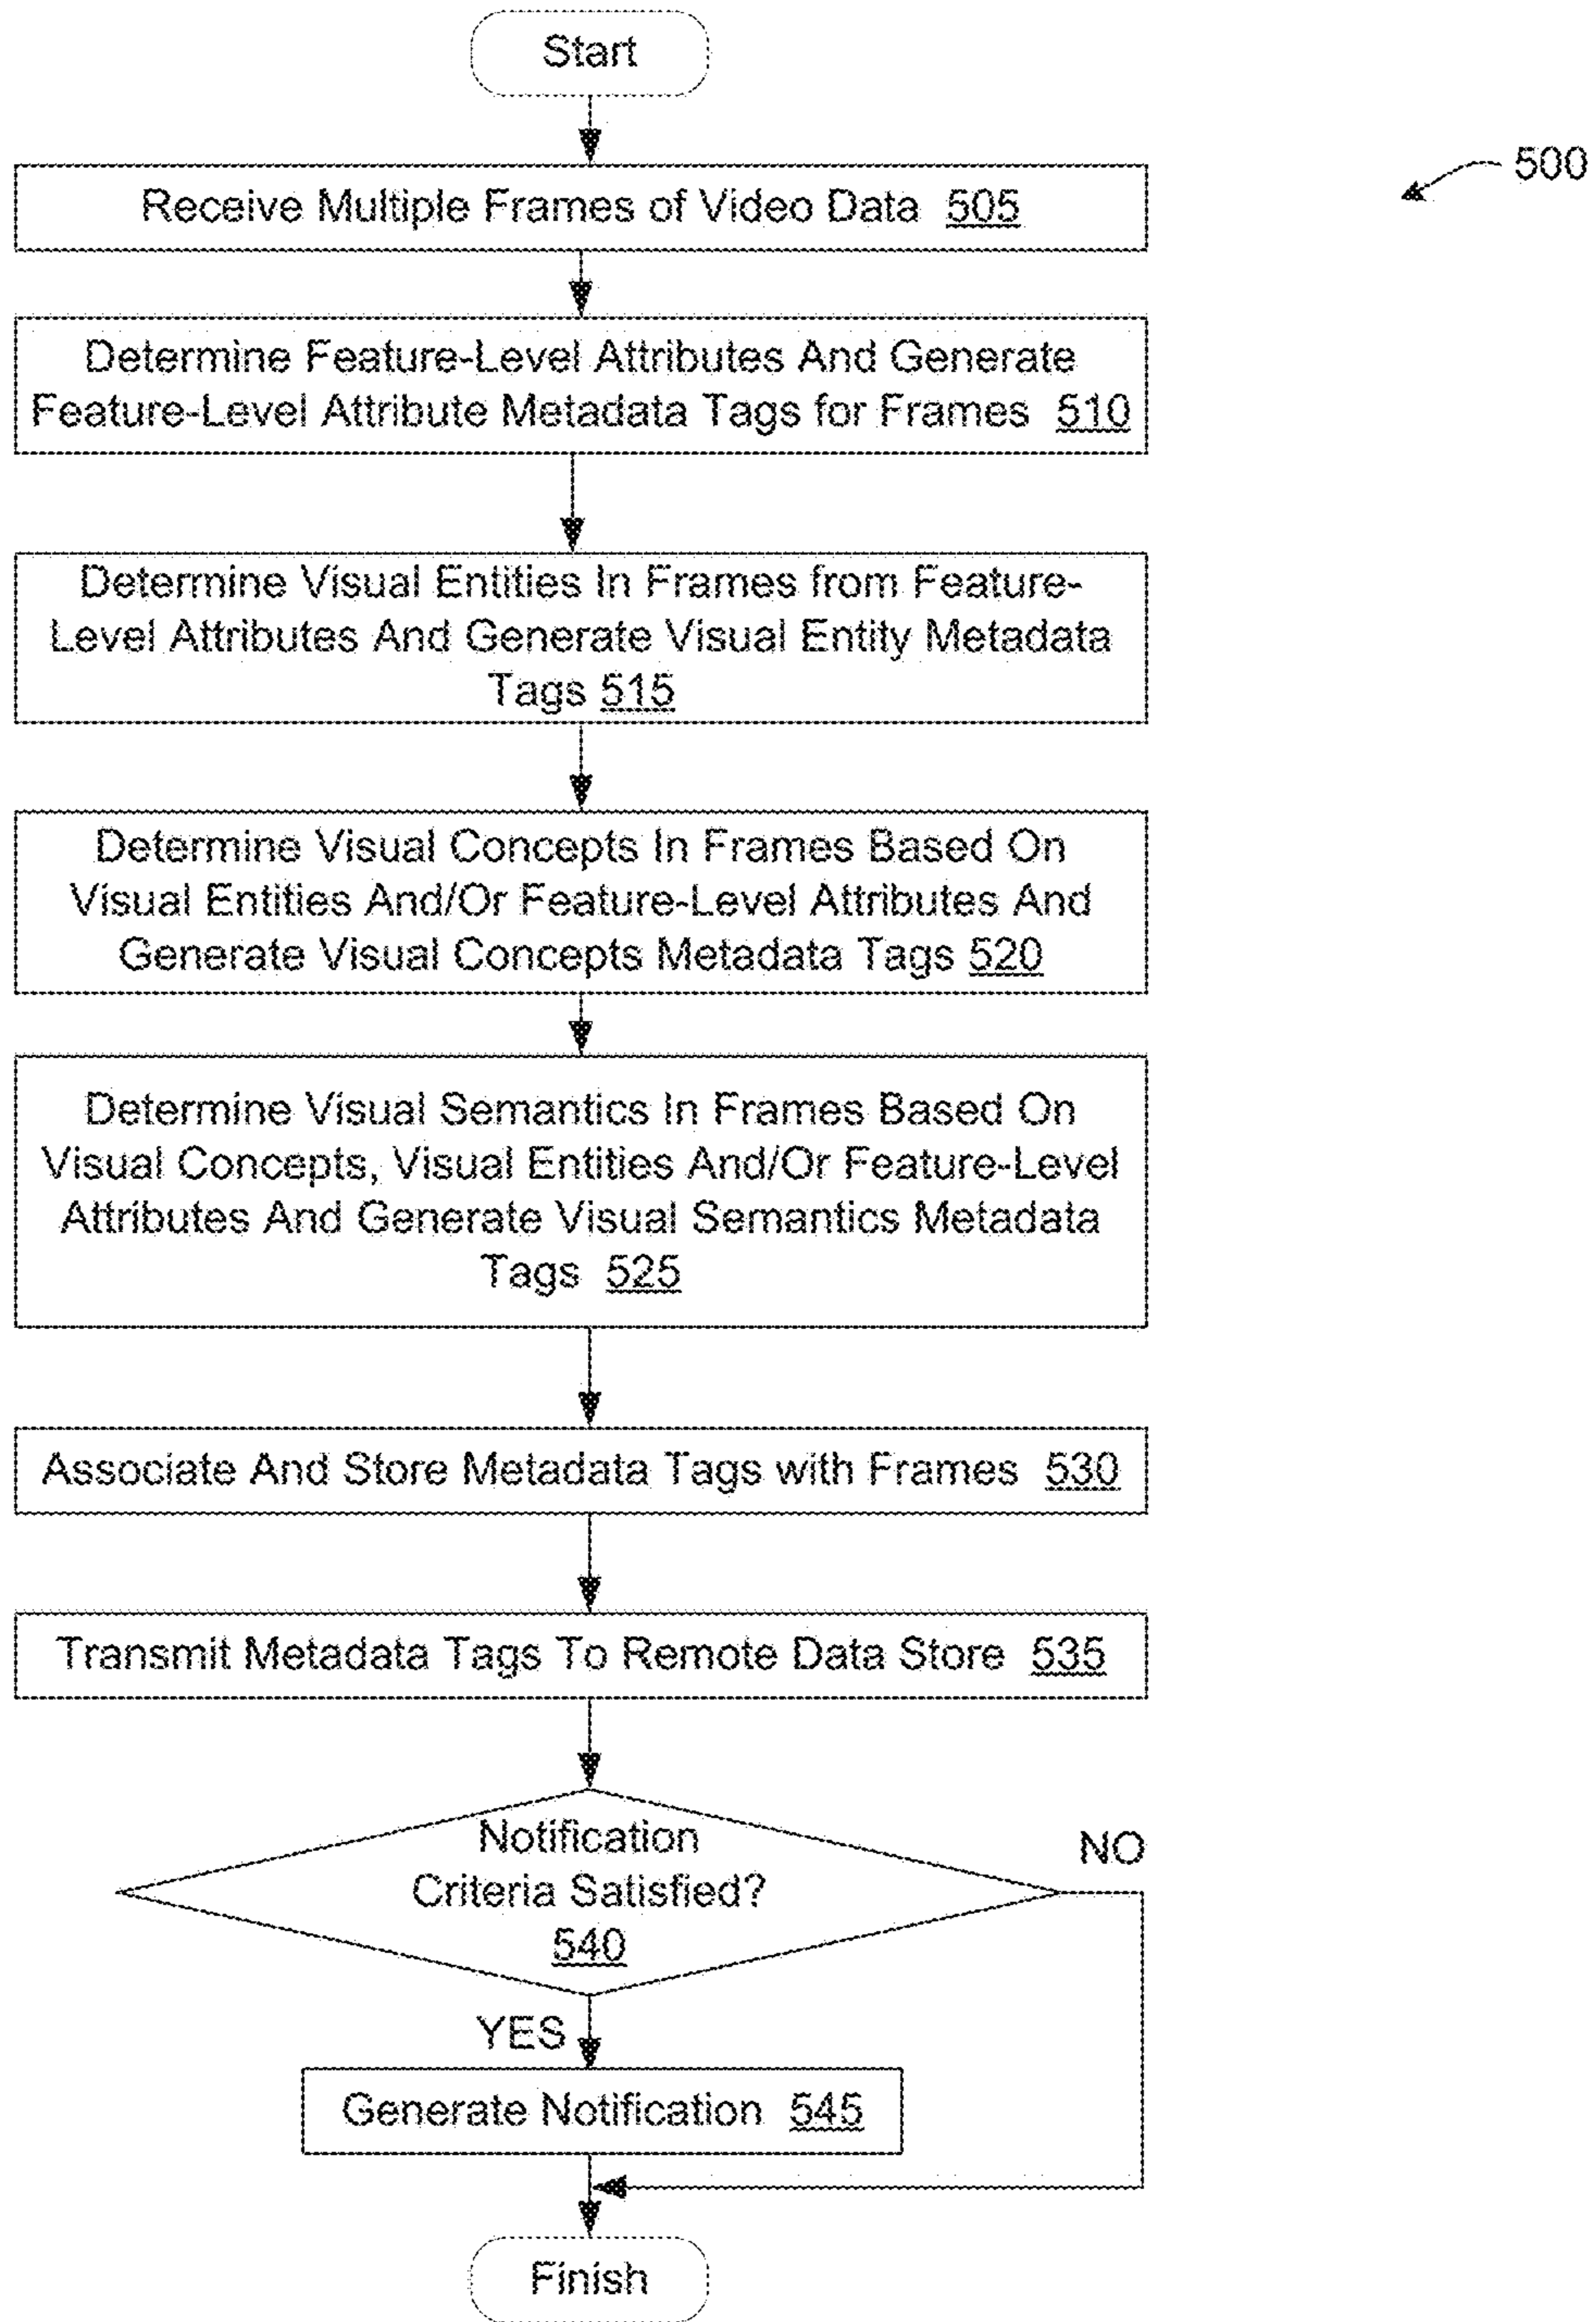 Start
500
Receive Multiple Frames of Video Data 505
Determine Feature-Level Attributes And Generate
Feature-Level Attribute Metadata Tags for Frames 510
Determine Visual Entities In Frames from Feature-
Level Attributes And Generate Visual Entity Metadata
Tags 515
Determine Visual Concepts In Frames Based On
Visual Entities And/Or Feature-Level Attributes And
Generate Visual Concepts Metadata Tags 520
Determine Visual Semantics In Frames Based On
Visual Concepts, Visual Entities And/Or Feature-Level
Attributes And Generate Visual Semantics Metadata
Tags 525
Associate And Store Metadata Tags with Frames 530
Transmit Metadata Tags To Remote Data Store 535
Notification
Criteria Satisfied?
540
NO
YES
Generate Notification 545
Finish